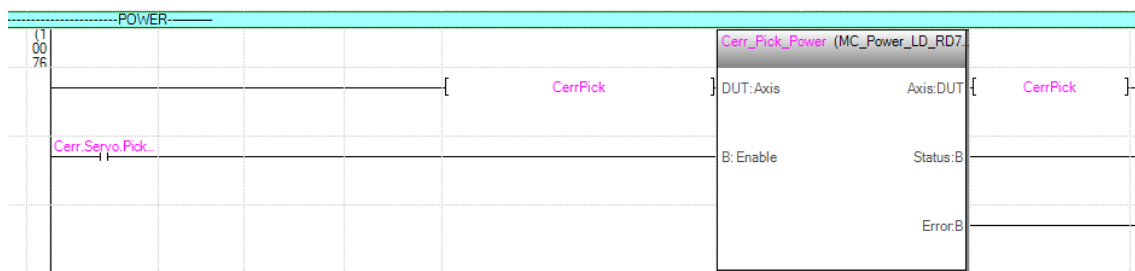 -----------------------POWER-———
(1
00
76
Cerr_Pick_Power (MC_Power_LD_RD7..
[ CerrPick ] DUT:Axis Axis:DUT [ CerrPick ]
Cerr.Servo.Pick... B: Enable Status:B
Error:B